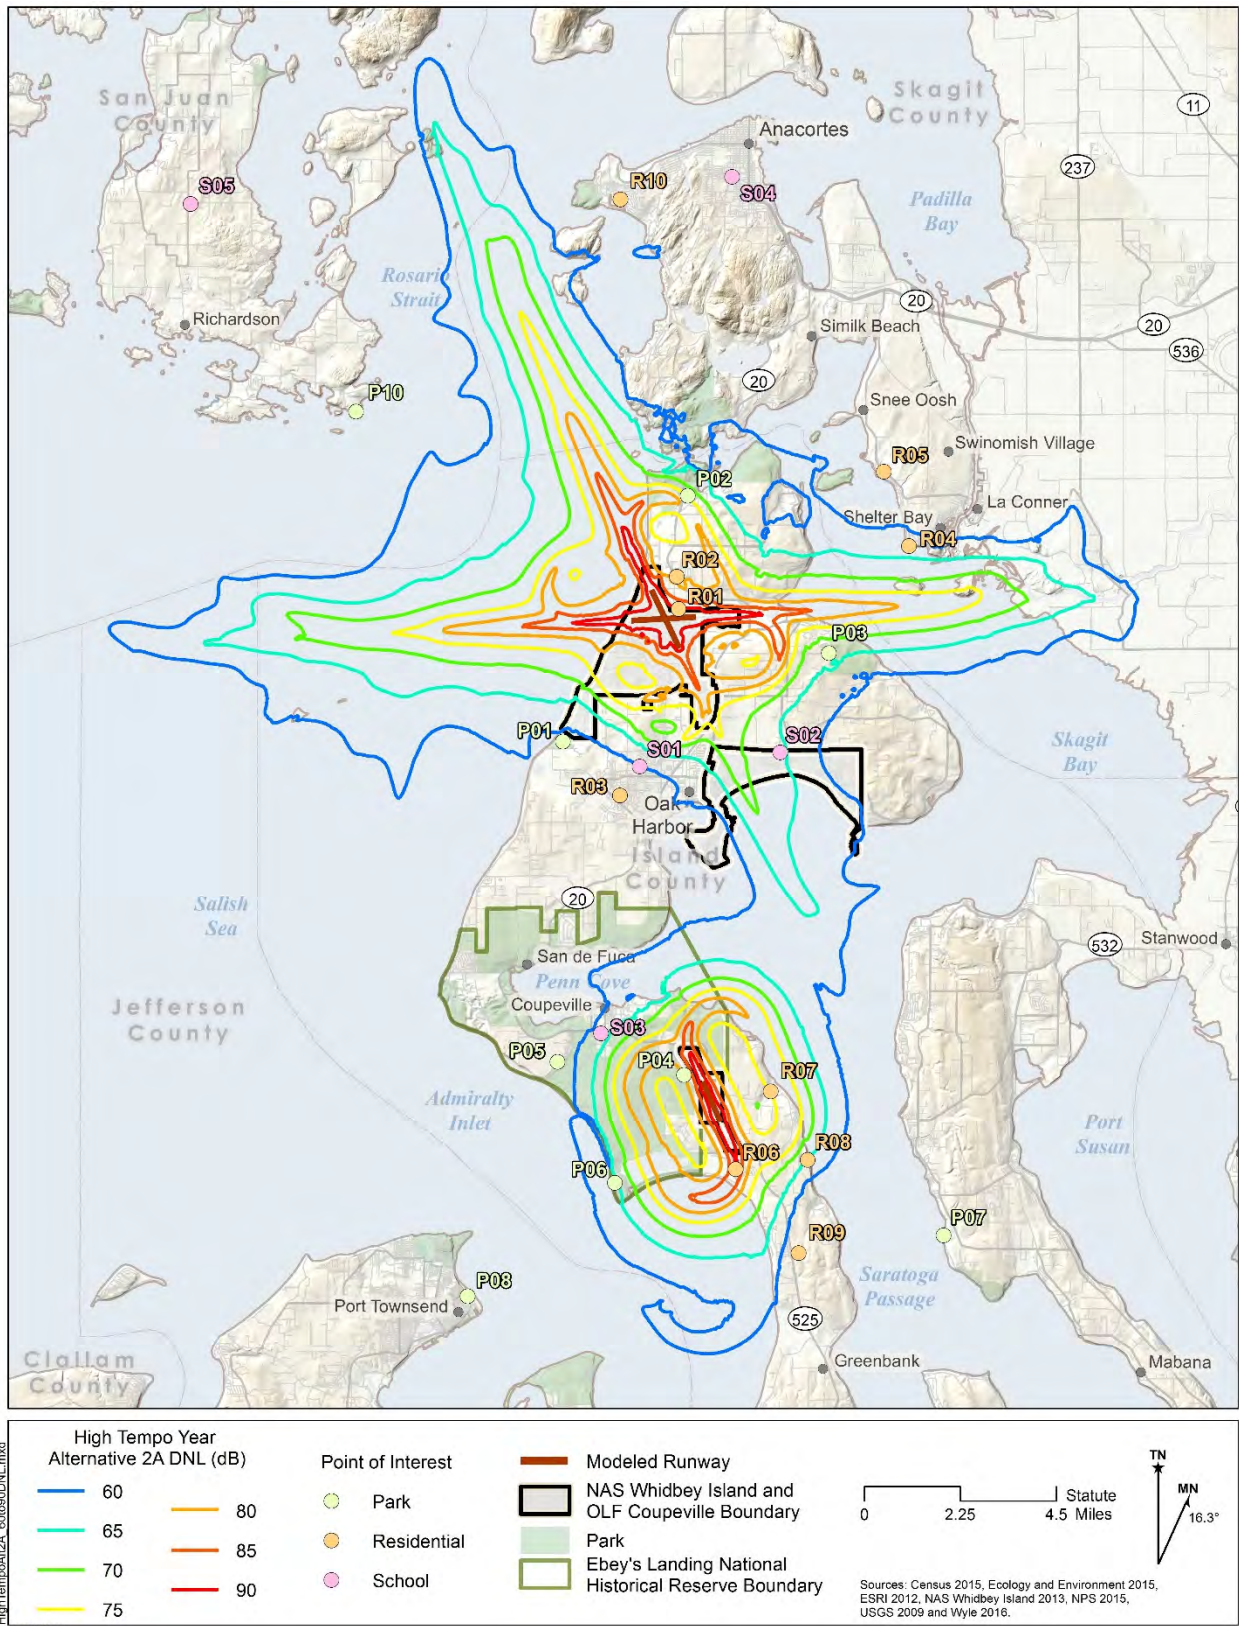 San Juan
County
Skagit
County
11
Anacortes
237
S05
R10
S04
Padilla
Bay
Rosario
Strait
20
Richardson
Similk Beach
20
536
20
P10
Snee Oosh
Swinomish Village
R05
P02
La Conner
Shelter Bay
R04
R02
R01
P03
P01
S01
S02
Skagit
Bay
R03
Oak
Harbor
Island
County
20
Salish
Sea
Stanwood
532
San de Fuca
Penn Cove
Coupeville
Jefferson
County
S03
P05
P04
R07
Admiralty
Inlet
Port
Susan
R06
R08
P06
P07
R09
Saratoga
Passage
P08
Port Townsend
525
Clallam
County
Greenbank
Mabana
HighTempoAlt2A_60to90DNL.mxd
High Tempo Year
Alternative 2A DNL (dB)
60
65
70
75
80
85
90
Point of Interest
Park
Residential
School
Modeled Runway
NAS Whidbey Island and
OLF Coupeville Boundary
Park
Ebey's Landing National
Historical Reserve Boundary
Statute
0 2.25 4.5 Miles
TN
MN
16.3°
Sources: Census 2015, Ecology and Environment 2015,
ESRI 2012, NAS Whidbey Island 2013, NPS 2015,
USGS 2009 and Wyle 2016.